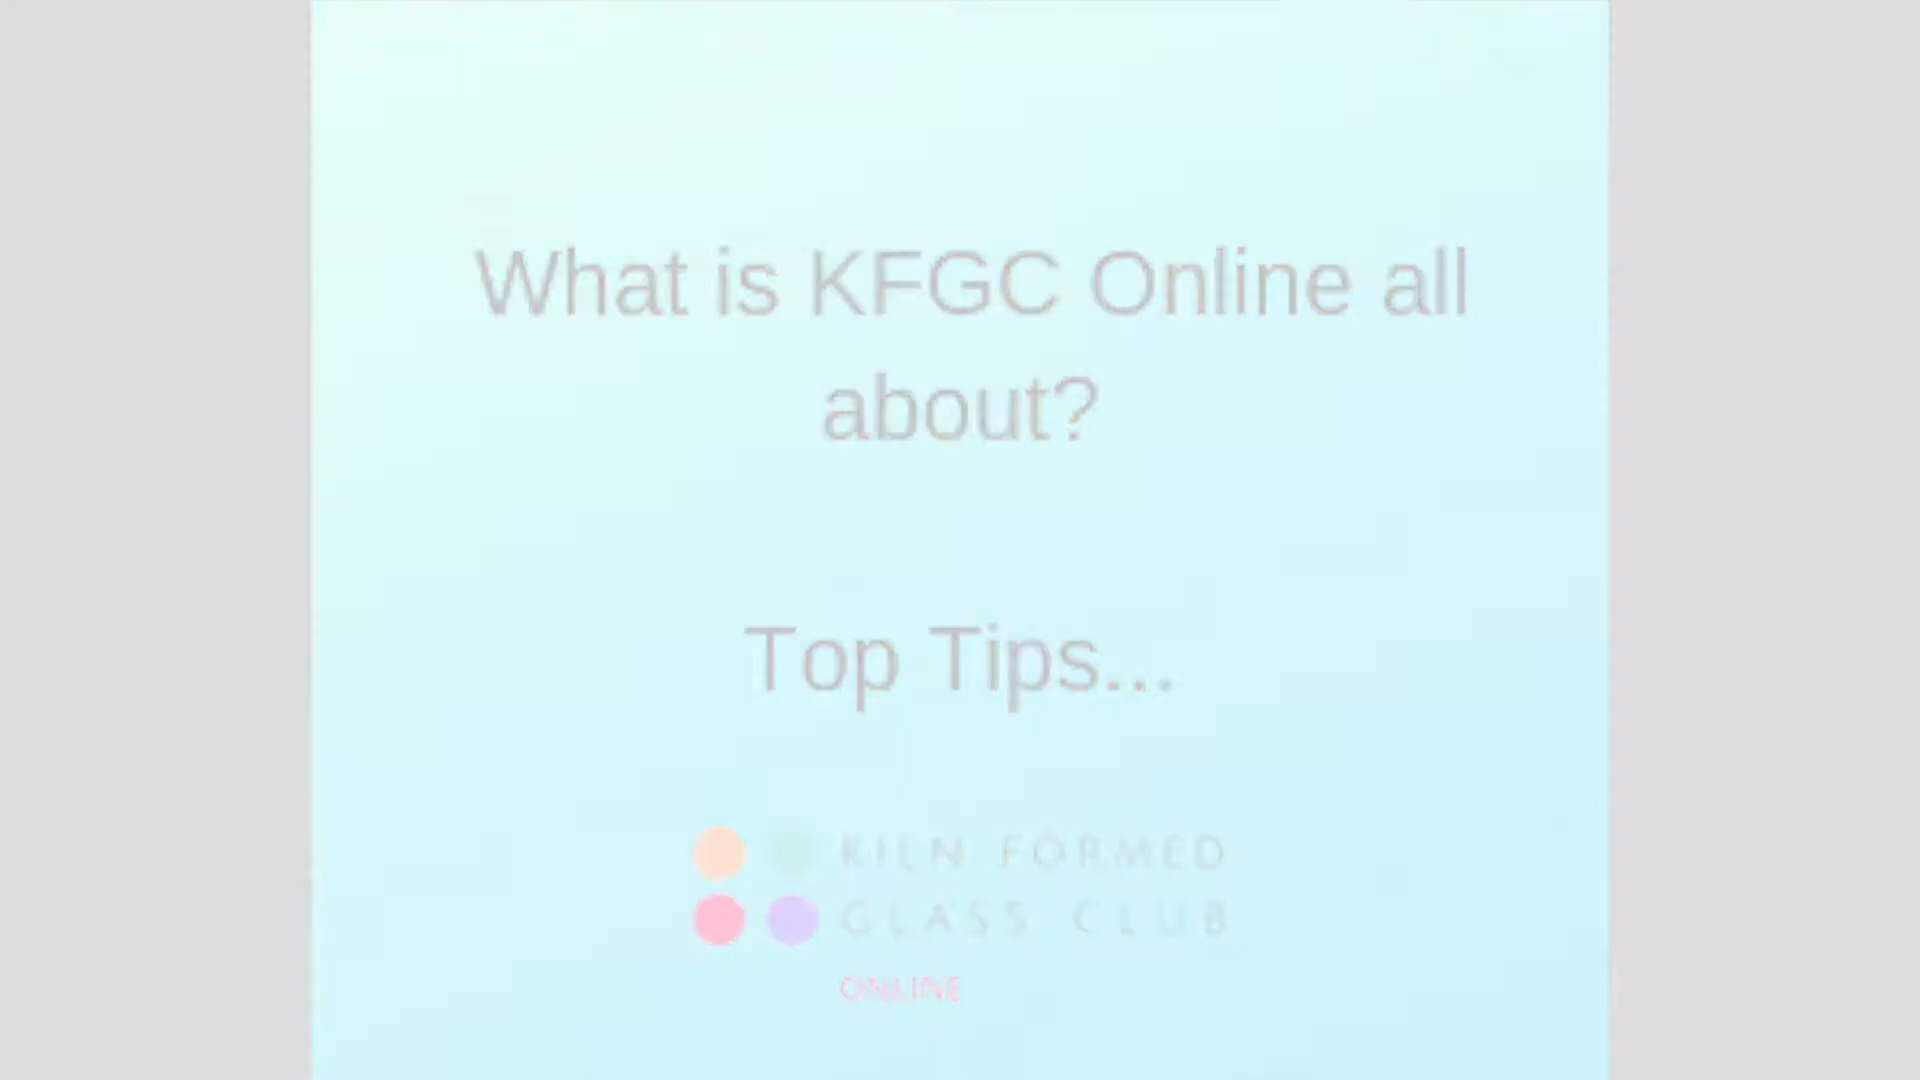 What is KFGC Online all
about?
Top Tips...
KILN FORMED
GLASS CLUB
ONLINE